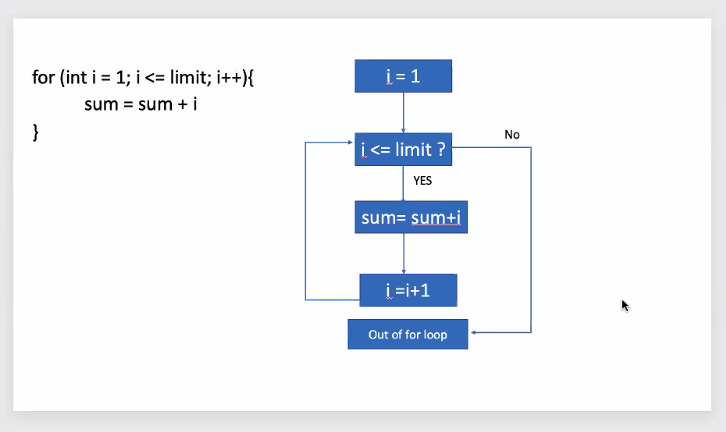 for (int i = 1; i <= limit; i++){
sum = sum + i
}
i = 1
i <= limit ?
No
YES
sum= sum+i
i =i+1
Out of for loop